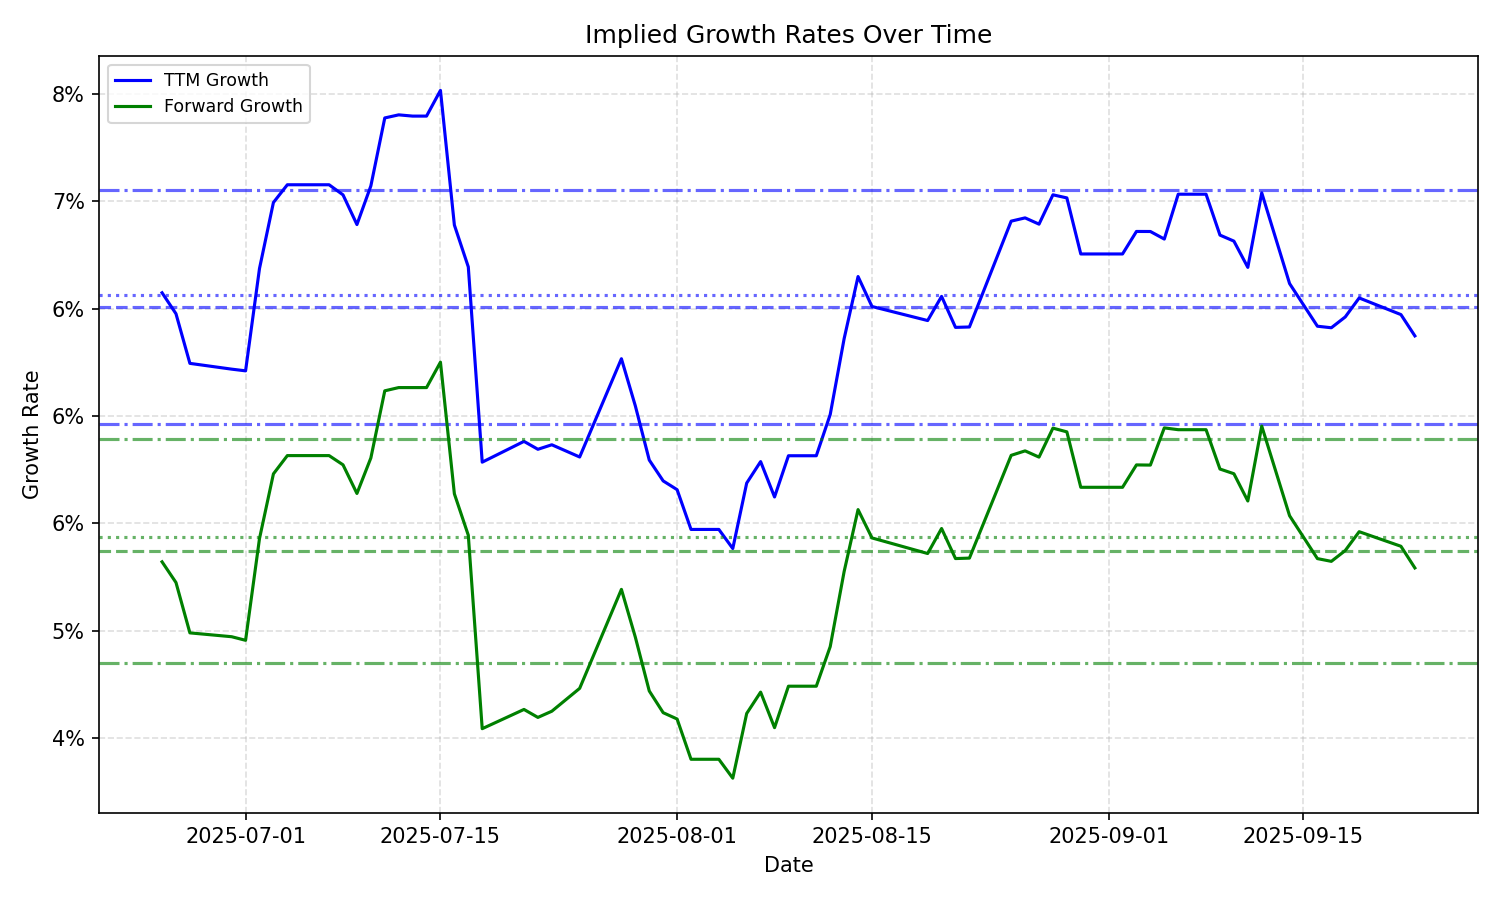 Implied Growth Rates Over Time
TTM Growth
Forward Growth
8%
7%
6%
6%
6%
5%
4%
Growth Rate
2025-07-01
2025-07-15
2025-08-01
2025-08-15
2025-09-01
2025-09-15
Date